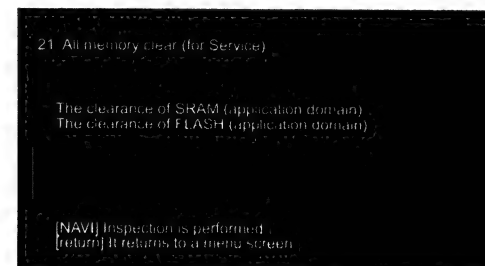 21 All memory clear (for Service)
The clearance of SRAM (application domain)
The clearance of FLASH (application domain)
[NAVI] Inspection is performed
[return] It returns to a menu screen